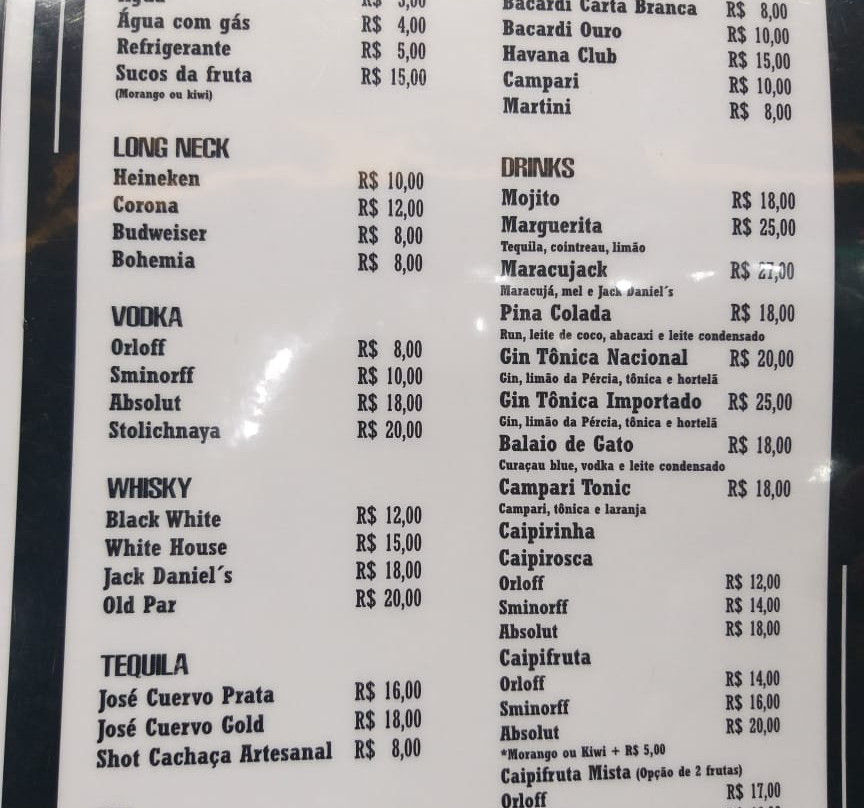 R$ 3,00
Água com gás R$ 4,00
Refrigerante R$ 5,00
Sucos da fruta R$ 15,00
(Morango ou kiwi)
LONG NECK
Heineken R$ 10,00
Corona R$ 12,00
Budweiser R$ 8,00
Bohemia R$ 8,00
VODKA
Orloff R$ 8,00
Sminorff R$ 10,00
Absolut R$ 18,00
Stolichnaya R$ 20,00
WHISKY
Black White R$ 12,00
White House R$ 15,00
Jack Daniel´s R$ 18,00
Old Par R$ 20,00
TEQUILA
José Cuervo Prata R$ 16,00
José Cuervo Gold R$ 18,00
Shot Cachaça Artesanal R$ 8,00
Bacardi Carta Branca R$ 8,00
Bacardi Ouro R$ 10,00
Havana Club R$ 15,00
Campari R$ 10,00
Martini R$ 8,00
DRINKS
Mojito R$ 18,00
Marguerita R$ 25,00
Tequila, cointreau, limão
Maracujack R$ 27,00
Maracujá, mel e Jack Daniel´s
Pina Colada R$ 18,00
Run, leite de coco, abacaxi e leite condensado
Gin Tônica Nacional R$ 20,00
Gin, limão da Pércia, tônica e hortelã
Gin Tônica Importado R$ 25,00
Gin, limão da Pércia, tônica e hortelã
Balaio de Gato R$ 18,00
Curaçau blue, vodka e leite condensado
Campari Tonic R$ 18,00
Campari, tônica e laranja
Caipirinha
Caipirosca
Orloff R$ 12,00
Sminorff R$ 14,00
Absolut R$ 18,00
Caipifruta
Orloff R$ 14,00
Sminorff R$ 16,00
Absolut R$ 20,00
*Morango ou Kiwi + R$ 5,00
Caipifruta Mista (Opção de 2 frutas)
Orloff R$ 17,00